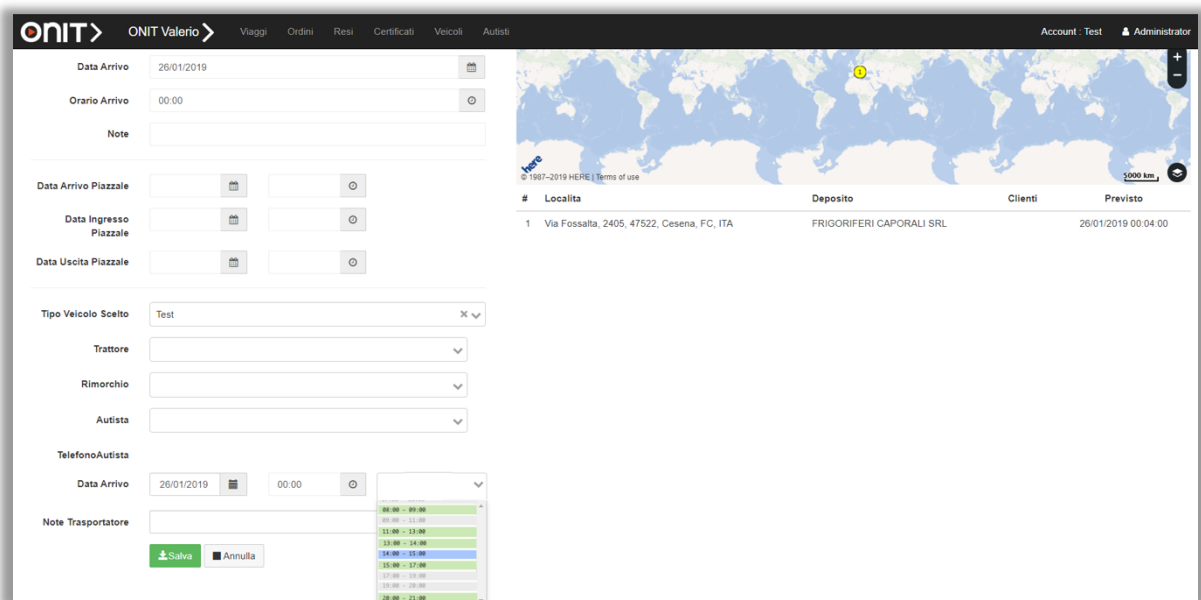 ONIT
ONIT Valerio
Viaggi
Ordini
Resi
Certificati
Veicoli
Autisti
Account : Test
Administrator
Data Arrivo
26/01/2019
Orario Arrivo
00:00
Note
Data Arrivo Piazzale
Data Ingresso
Piazzale
Data Uscita Piazzale
Tipo Veicolo Scelto
Test
Trattore
Rimorchio
Autista
TelefonoAutista
Data Arrivo
26/01/2019
00:00
08:00 - 09:00
09:00 - 11:00
11:00 - 13:00
13:00 - 14:00
14:00 - 15:00
15:00 - 17:00
17:00 - 19:00
20:00 - 21:00
Note Trasportatore
Salva
Annulla
1
+
−
here
© 1987–2019 HERE | Terms of use
5000 km
# Localita Deposito Clienti Previsto
1 Via Fossalta, 2405, 47522, Cesena, FC, ITA FRIGORIFERI CAPORALI SRL 26/01/2019 00:04:00